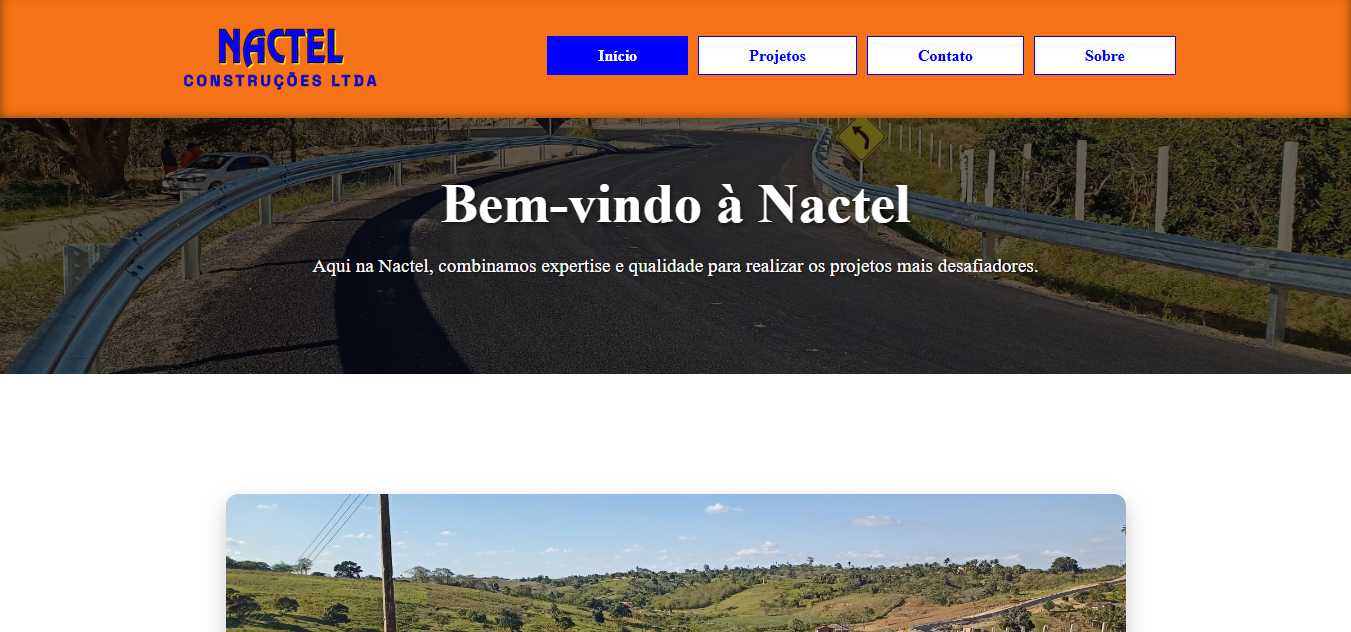 NACTEL
CONSTRUÇÕES LTDA
Início
Projetos
Contato
Sobre
Bem-vindo à Nactel
Aqui na Nactel, combinamos expertise e qualidade para realizar os projetos mais desafiadores.